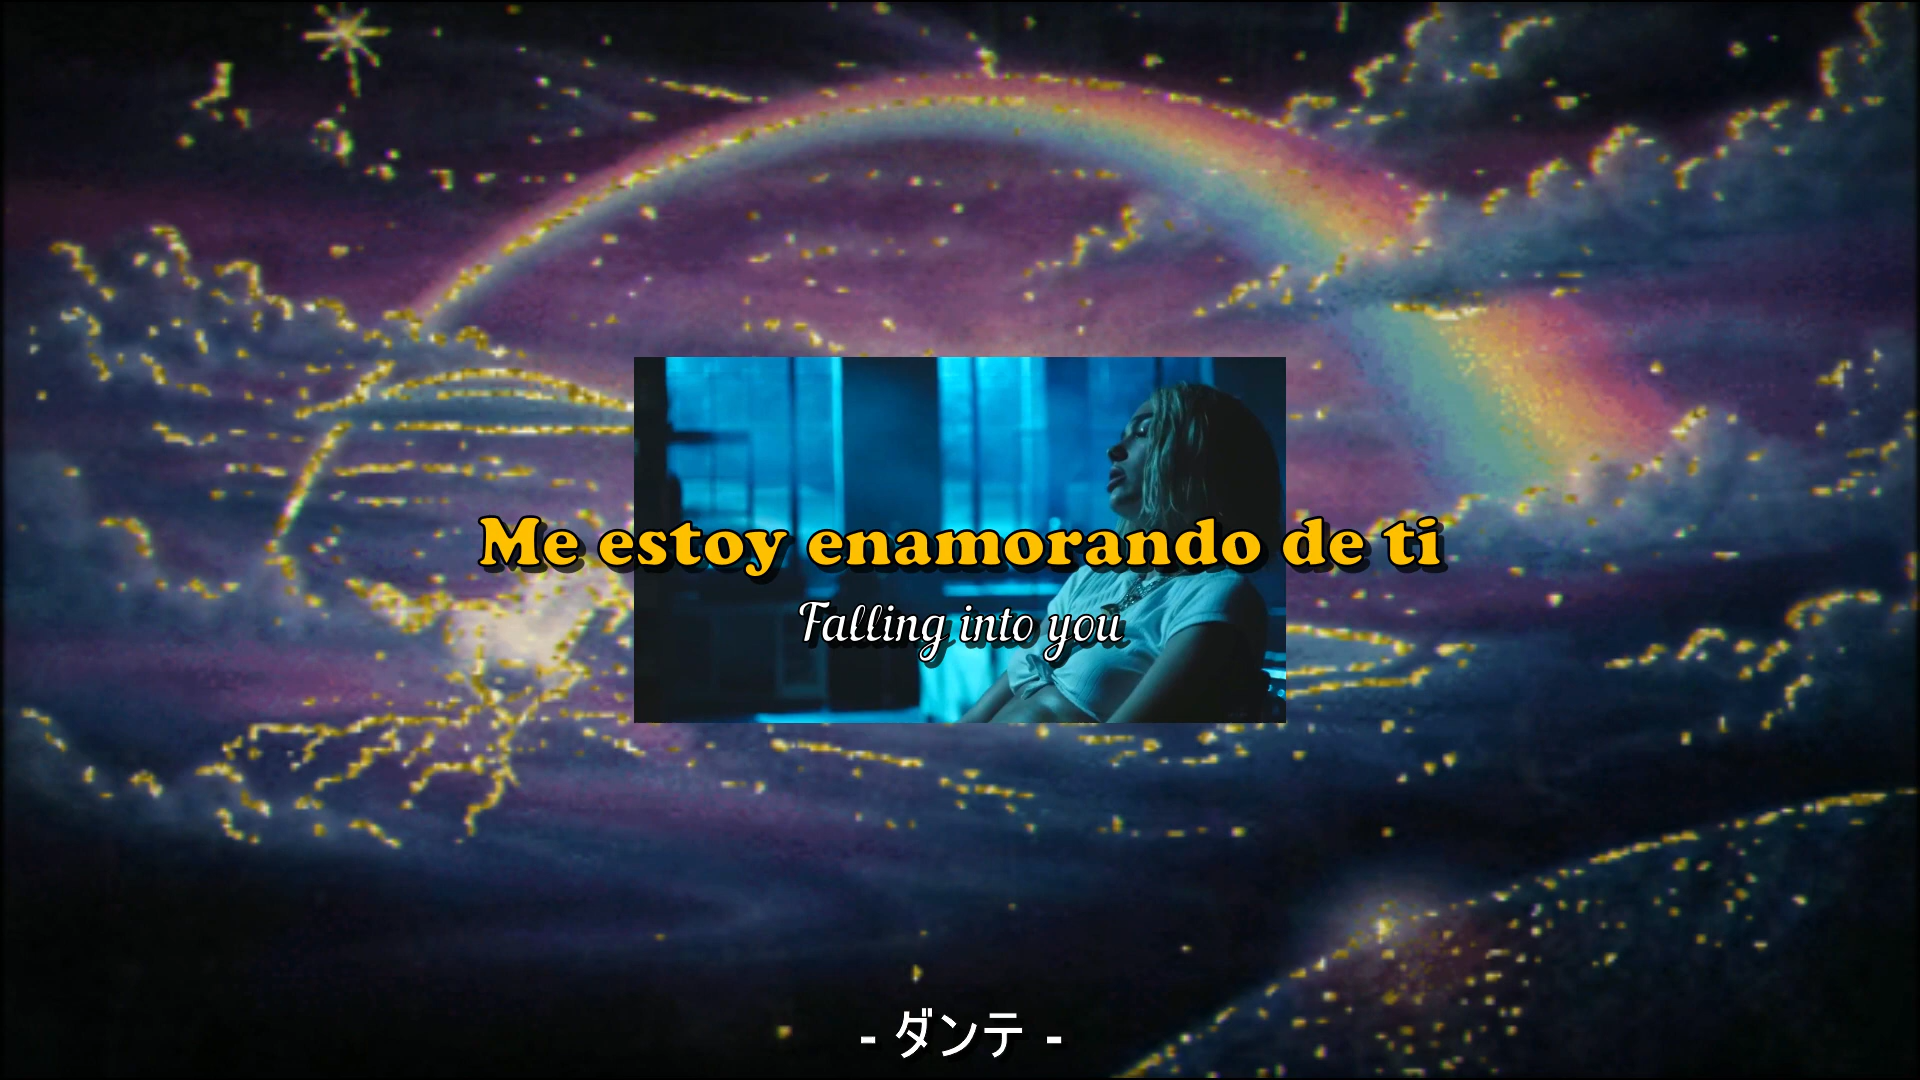 Me estoy enamorando de ti
Falling into you
- ダンテ -